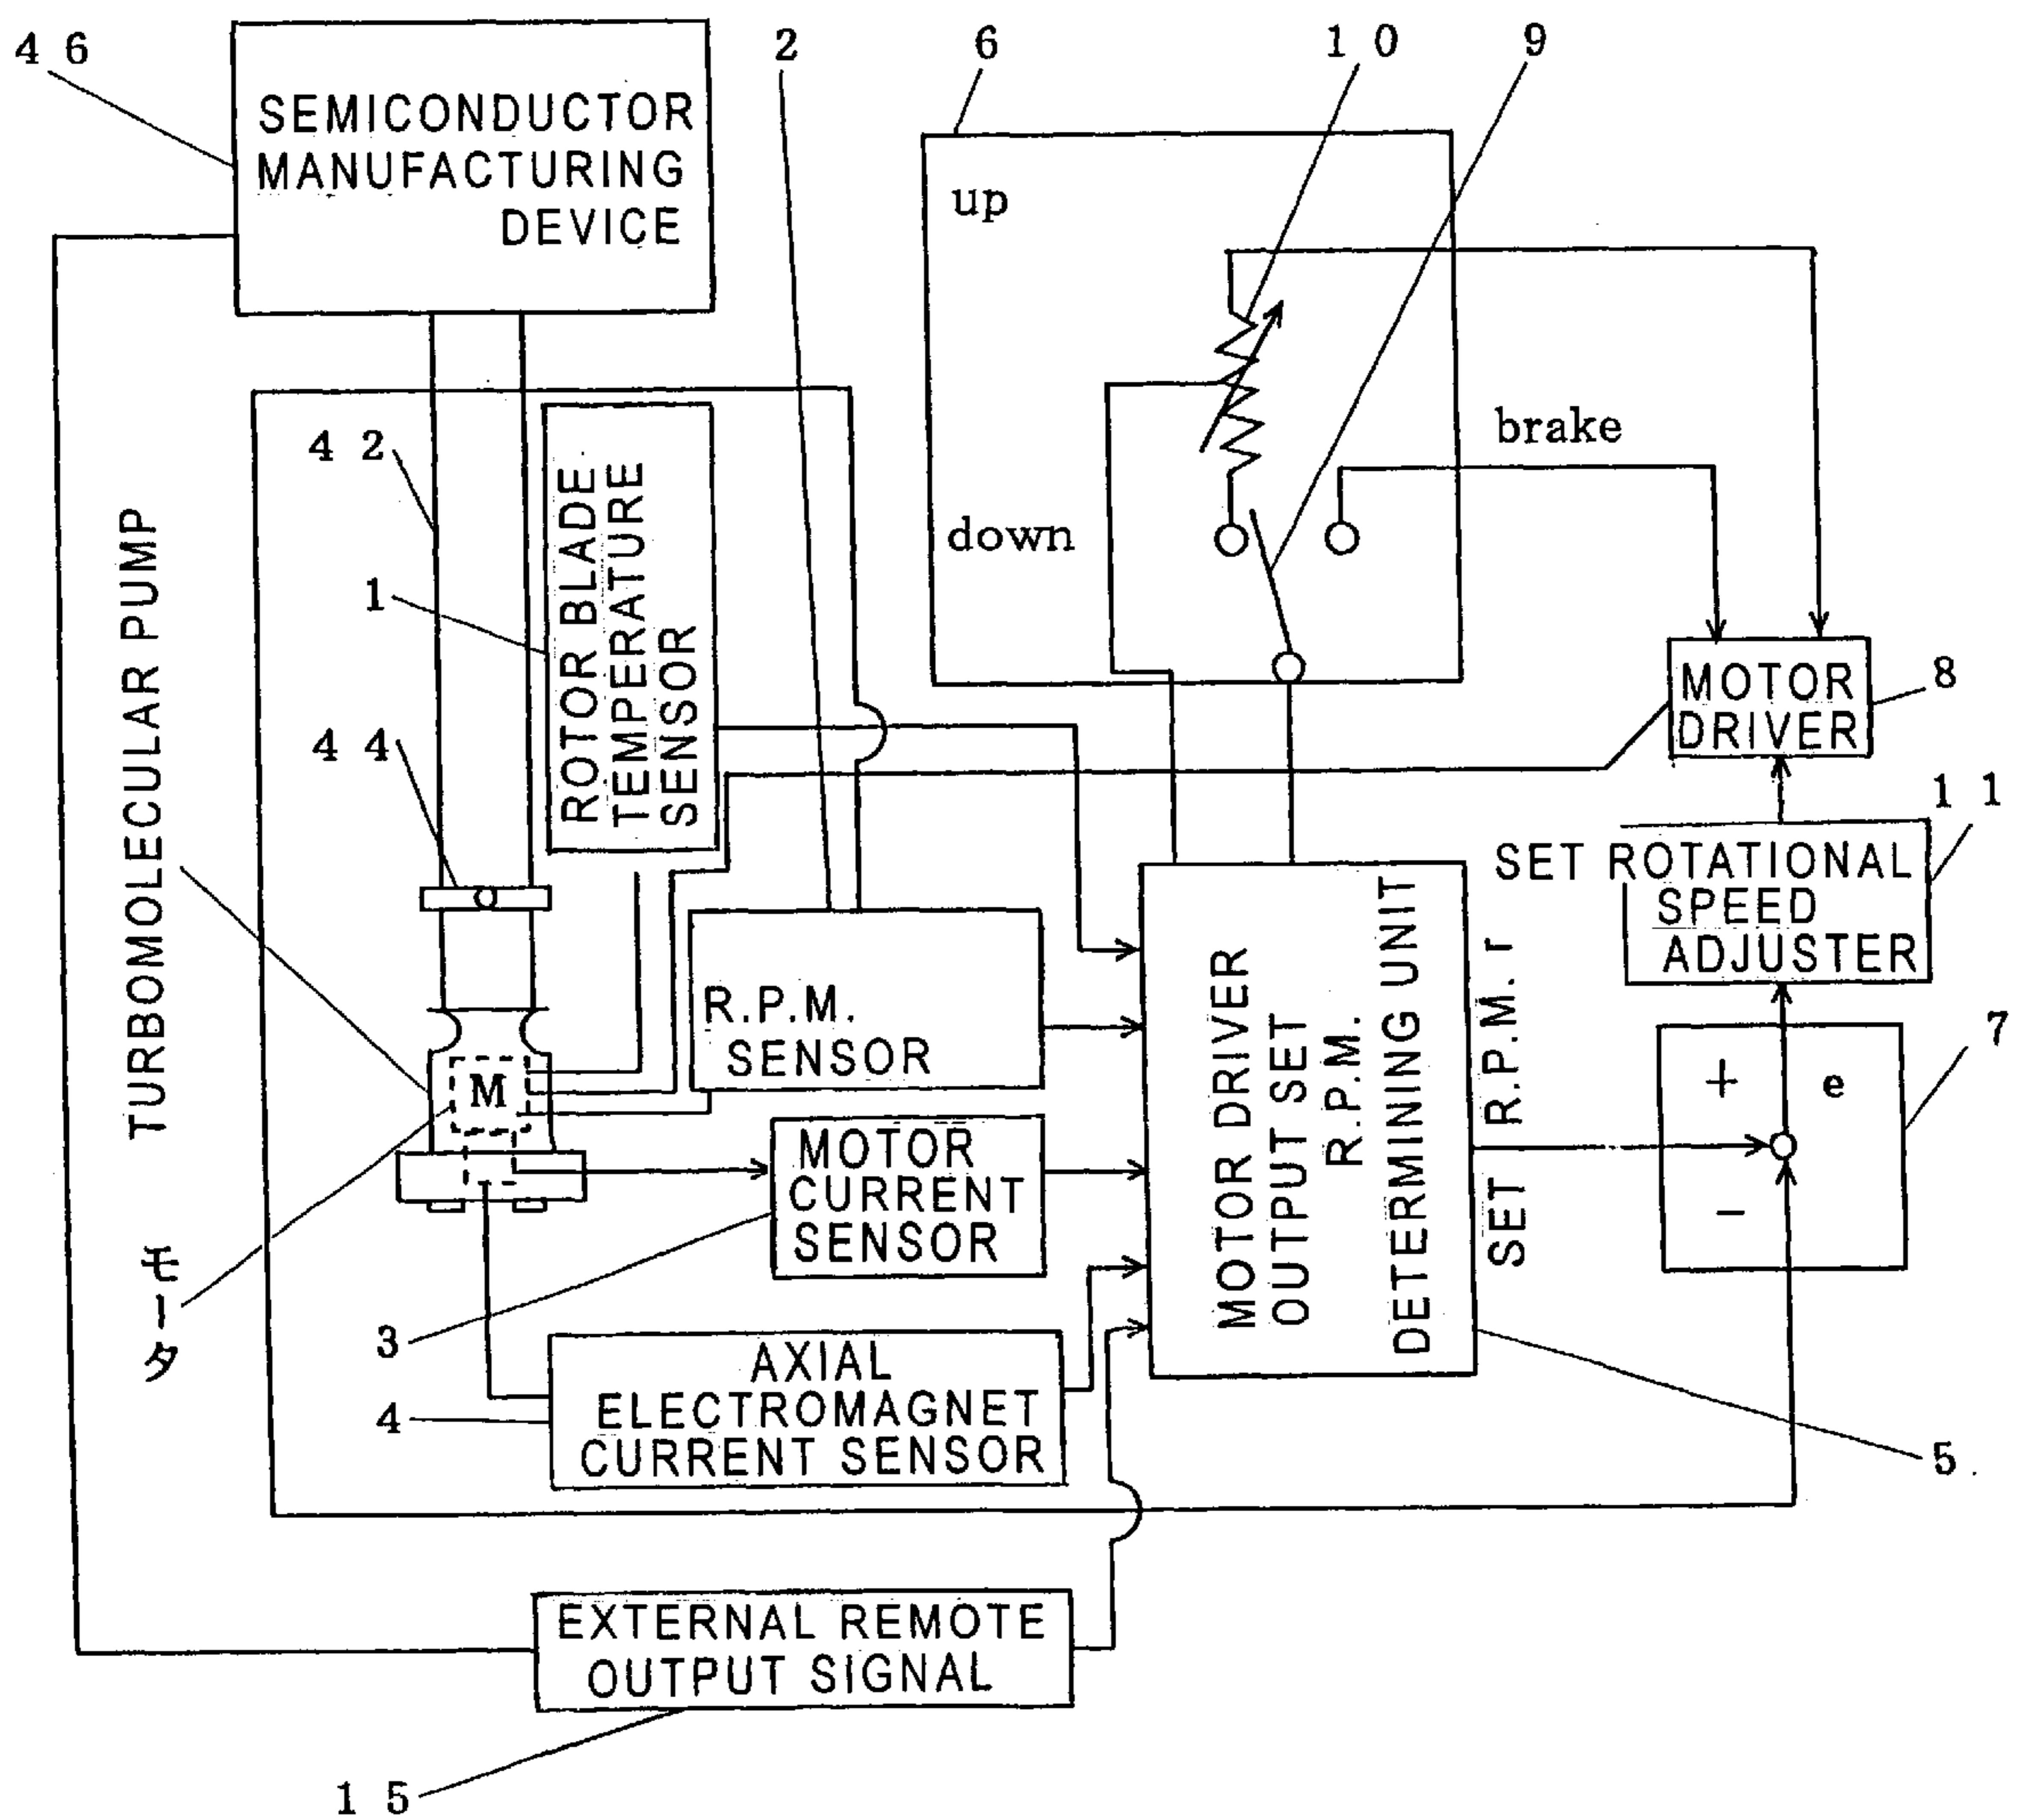 4 6
SEMICONDUCTOR
MANUFACTURING
DEVICE
2
6
1 0
9
up
4 2
brake
down
1
ROTOR BLADE
TEMPERATURE
SENSOR
TURBOMOLECULAR PUMP
4 4
MOTOR
DRIVER
8
1 1
SET ROTATIONAL
SPEED
ADJUSTER
R.P.M.
SENSOR
MOTOR DRIVER
OUTPUT SET
R.P.M.
DETERMINING UNIT
SET R.P.M. r
7
+
e
−
M
MOTOR
CURRENT
SENSOR
モータ
3
AXIAL
ELECTROMAGNET
CURRENT SENSOR
4
5
EXTERNAL REMOTE
OUTPUT SIGNAL
1 5